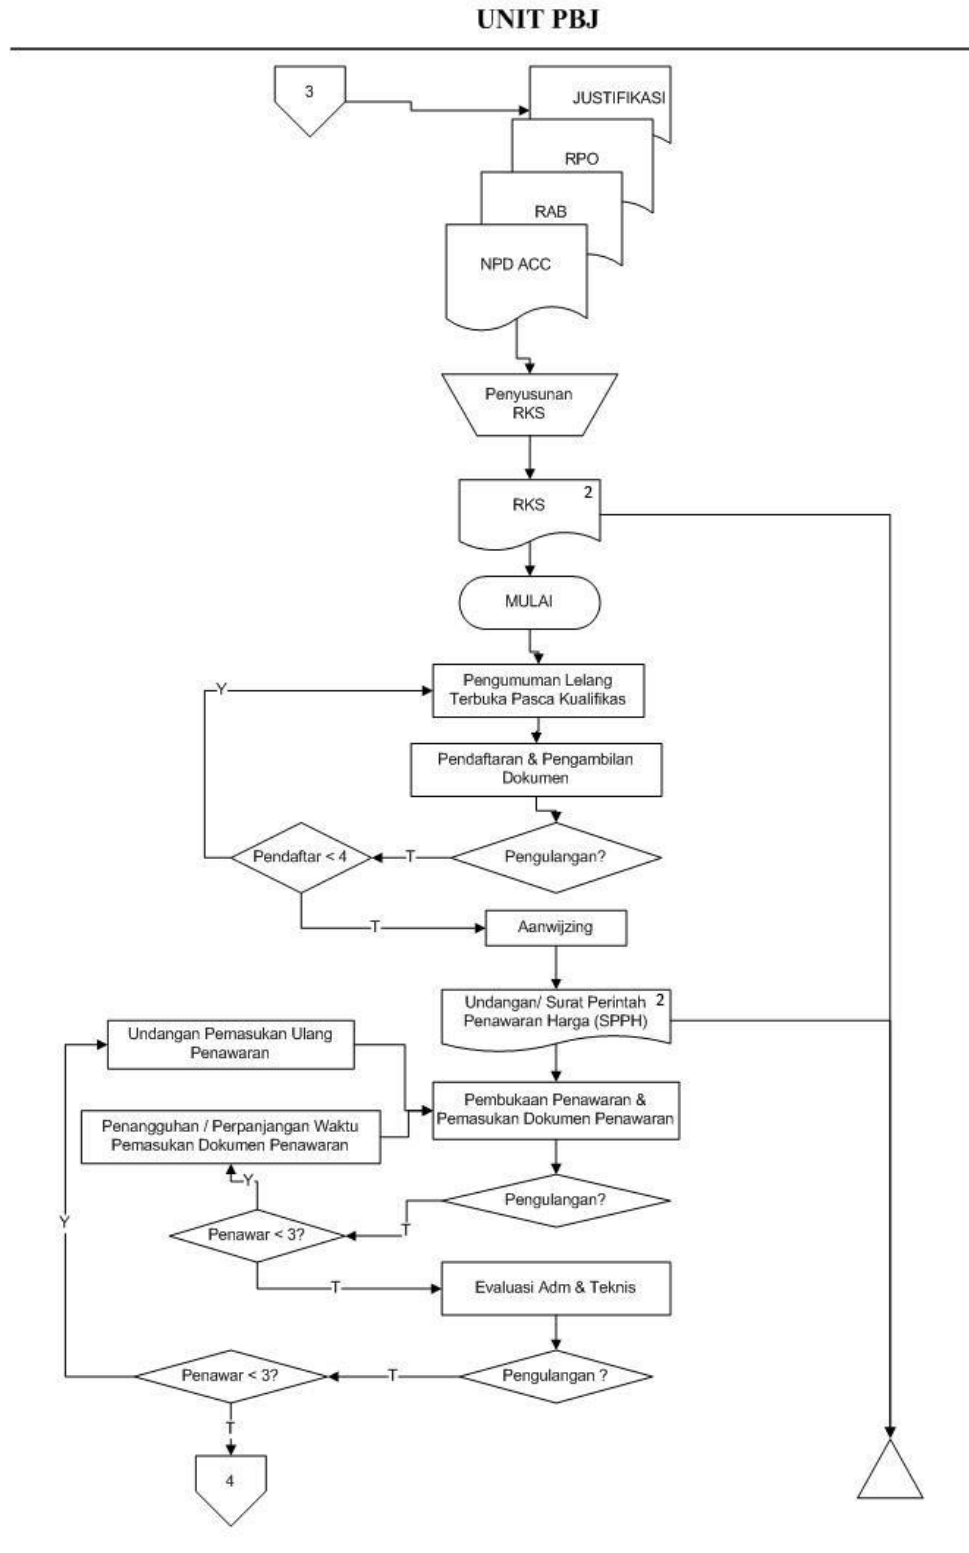 UNIT PBJ
3
JUSTIFIKASI
RPO
RAB
NPD ACC
Penyusunan
RKS
RKS
2
MULAI
Pengumuman Lelang
Terbuka Pasca Kualifikas
Y
Pendaftaran & Pengambilan
Dokumen
Pendaftar < 4
T
Pengulangan?
T
Aanwijzing
Undangan/ Surat Perintah
Penawaran Harga (SPPH)
2
Undangan Pemasukan Ulang
Penawaran
Pembukaan Penawaran &
Pemasukan Dokumen Penawaran
Penangguhan / Perpanjangan Waktu
Pemasukan Dokumen Penawaran
Y
Pengulangan?
Y
Penawar < 3?
T
T
Evaluasi Adm & Teknis
Penawar < 3?
T
Pengulangan ?
T
4